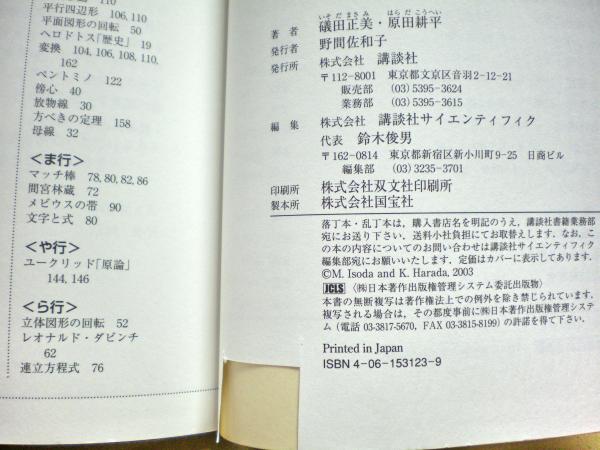 110
平行四辺形 106, 110
平面図形の回転 50
ヘロドトス「歴史」 19
変換 104, 106, 108, 110,
162
ペントミノ 122
傍心 40
放物線 30
方べきの定理 158
母線 32
<ま行>
マッチ棒 78, 80, 82, 86
間宮林蔵 72
メビウスの帯 90
文字と式 80
<や行>
ユークリッド「原論」
144, 146
<ら行>
立体図形の回転 52
レオナルド・ダビンチ
62
連立方程式 76
いそだまさみ はらだこうへい
著者 礒田正美・原田耕平
発行者 野間佐和子
発行所 株式会社 講談社
〒112-8001 東京都文京区音羽2-12-21
販売部 (03) 5395-3624
業務部 (03) 5395-3615
編集 株式会社 講談社サイエンティフィク
代表 鈴木俊男
〒162-0814 東京都新宿区新小川町9-25 日商ビル
編集部 (03) 3235-3701
印刷所 株式会社双文社印刷所
製本所 株式会社国宝社
落丁本・乱丁本は，購入書店名を明記のうえ，講談社書籍業務部
宛にお送り下さい．送料小社負担にてお取替えします．なお，こ
の本の内容についてのお問い合わせは講談社サイエンティフィク
編集部宛にお願いいたします．定価はカバーに表示してあります．
©M. Isoda and K. Harada, 2003
JCLS 〈㈱日本著作出版権管理システム委託出版物〉
本書の無断複写は著作権法上での例外を除き禁じられています．
複写される場合は，その都度事前に㈱日本著作出版権管理システ
ム (電話 03-3817-5670, FAX 03-3815-8199) の許諾を得て下さい．
Printed in Japan
ISBN 4-06-153123-9